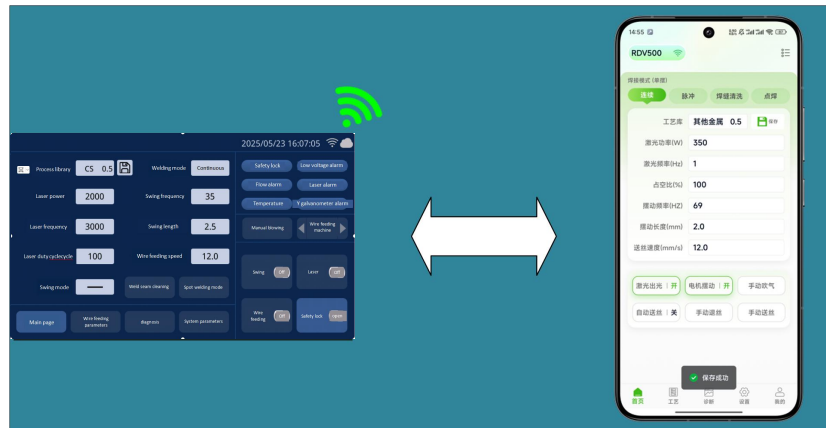 2025/05/23 16:07:05
Process library CS 0.5 Welding mode Continuous
Laser power 2000 Swing frequency 35
Laser frequency 3000 Swing length 2.5
Laser duty cyclecycle 100 Wire feeding speed 12.0
Swing mode Weld seam cleaning Spot welding mode
Main page Wire feeding parameters diagnosis System parameters
Safety lock Low voltage alarm
Flow alarm Laser alarm
Temperature Y galvanometer alarm
Manual blowing Wire feeding machine
Swing Off Laser Off
Wire feeding Off Safety lock open
14:55
RDV500
焊接模式 (单摆)
连续 脉冲 焊缝清洗 点焊
工艺库 其他金属 0.5 保存
激光功率(W) 350
激光频率(Hz) 1
占空比(%) 100
摆动频率(HZ) 69
摆动长度(mm) 2.0
送丝速度(mm/s) 12.0
激光出光 | 开 电机摆动 | 开 手动吹气
自动送丝 | 关 手动退丝 手动送丝
保存成功
首页 工艺 诊断 设置 我的